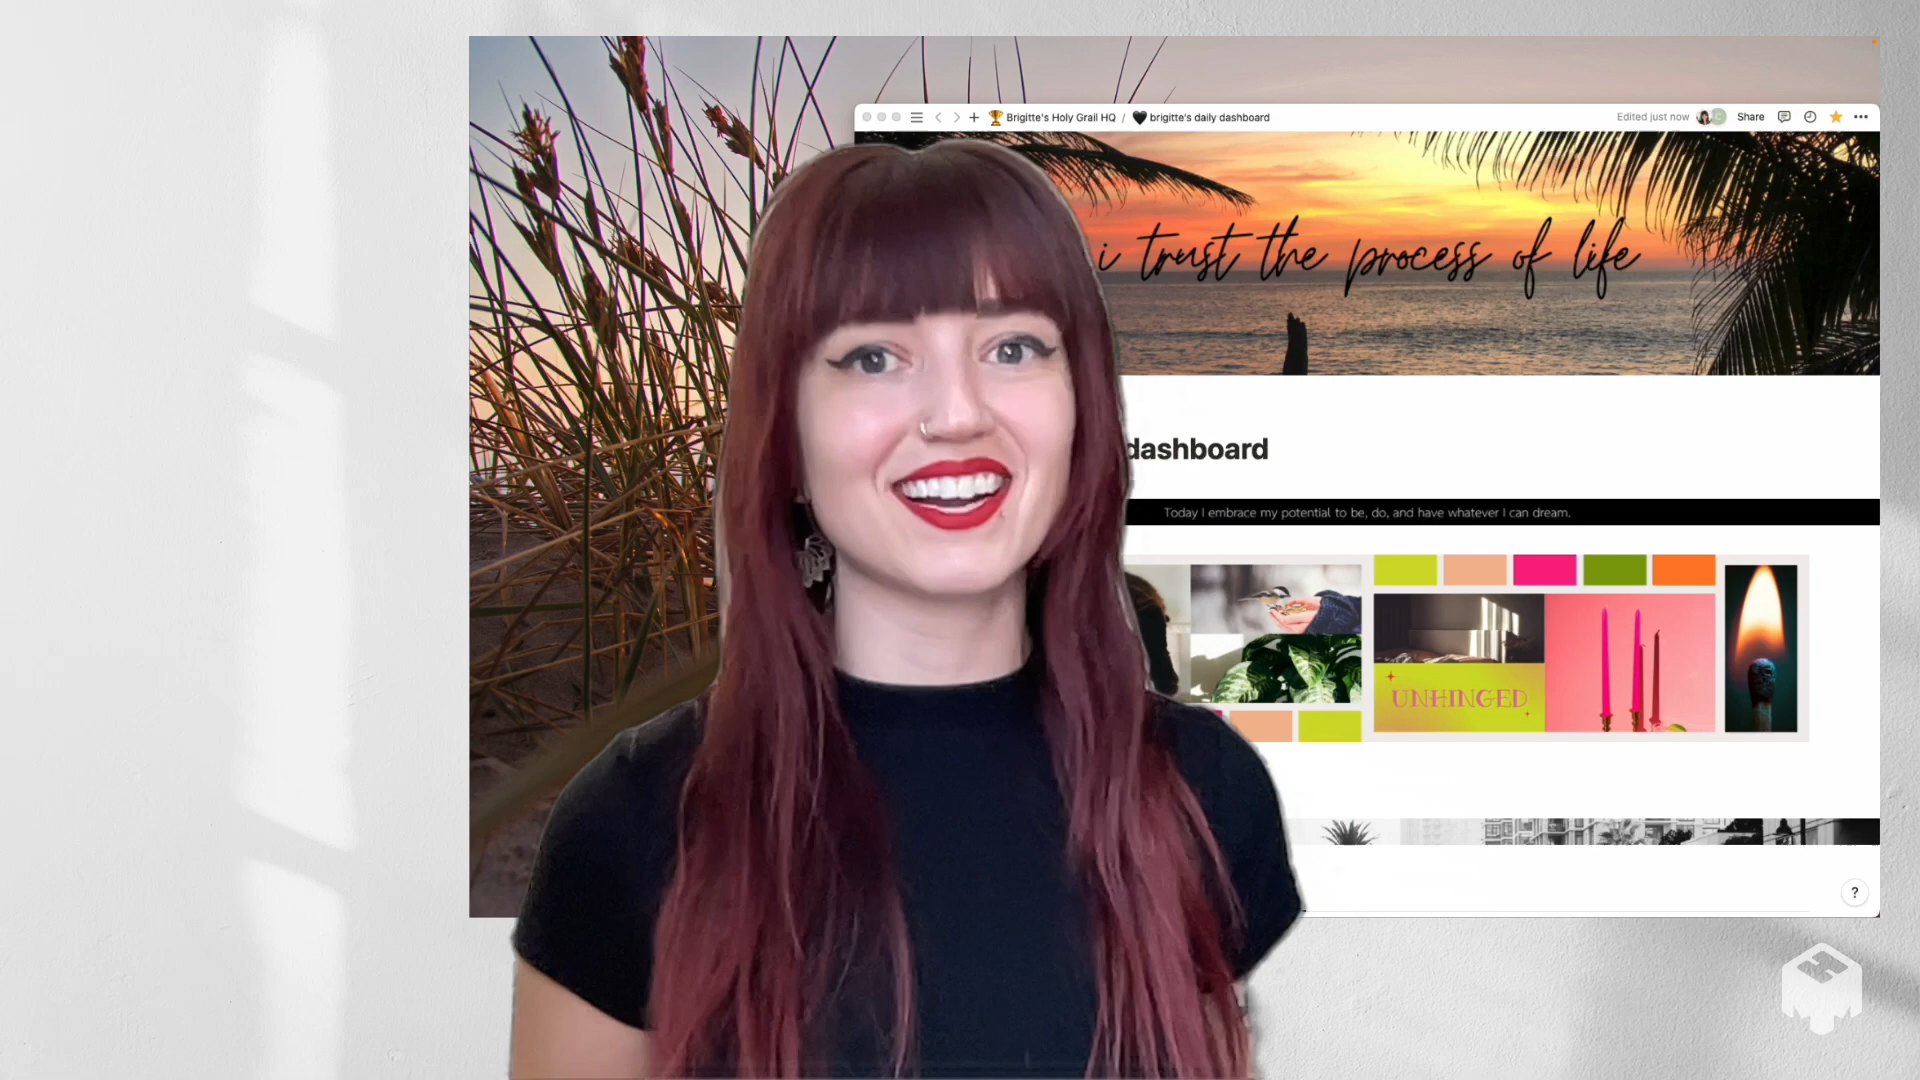 Brigitte's Holy Grail HQ / brigitte's daily dashboard
Edited just now
Share
i trust the process of life
dashboard
Today I embrace my potential to be, do, and have whatever I can dream.
UNHINGED
?